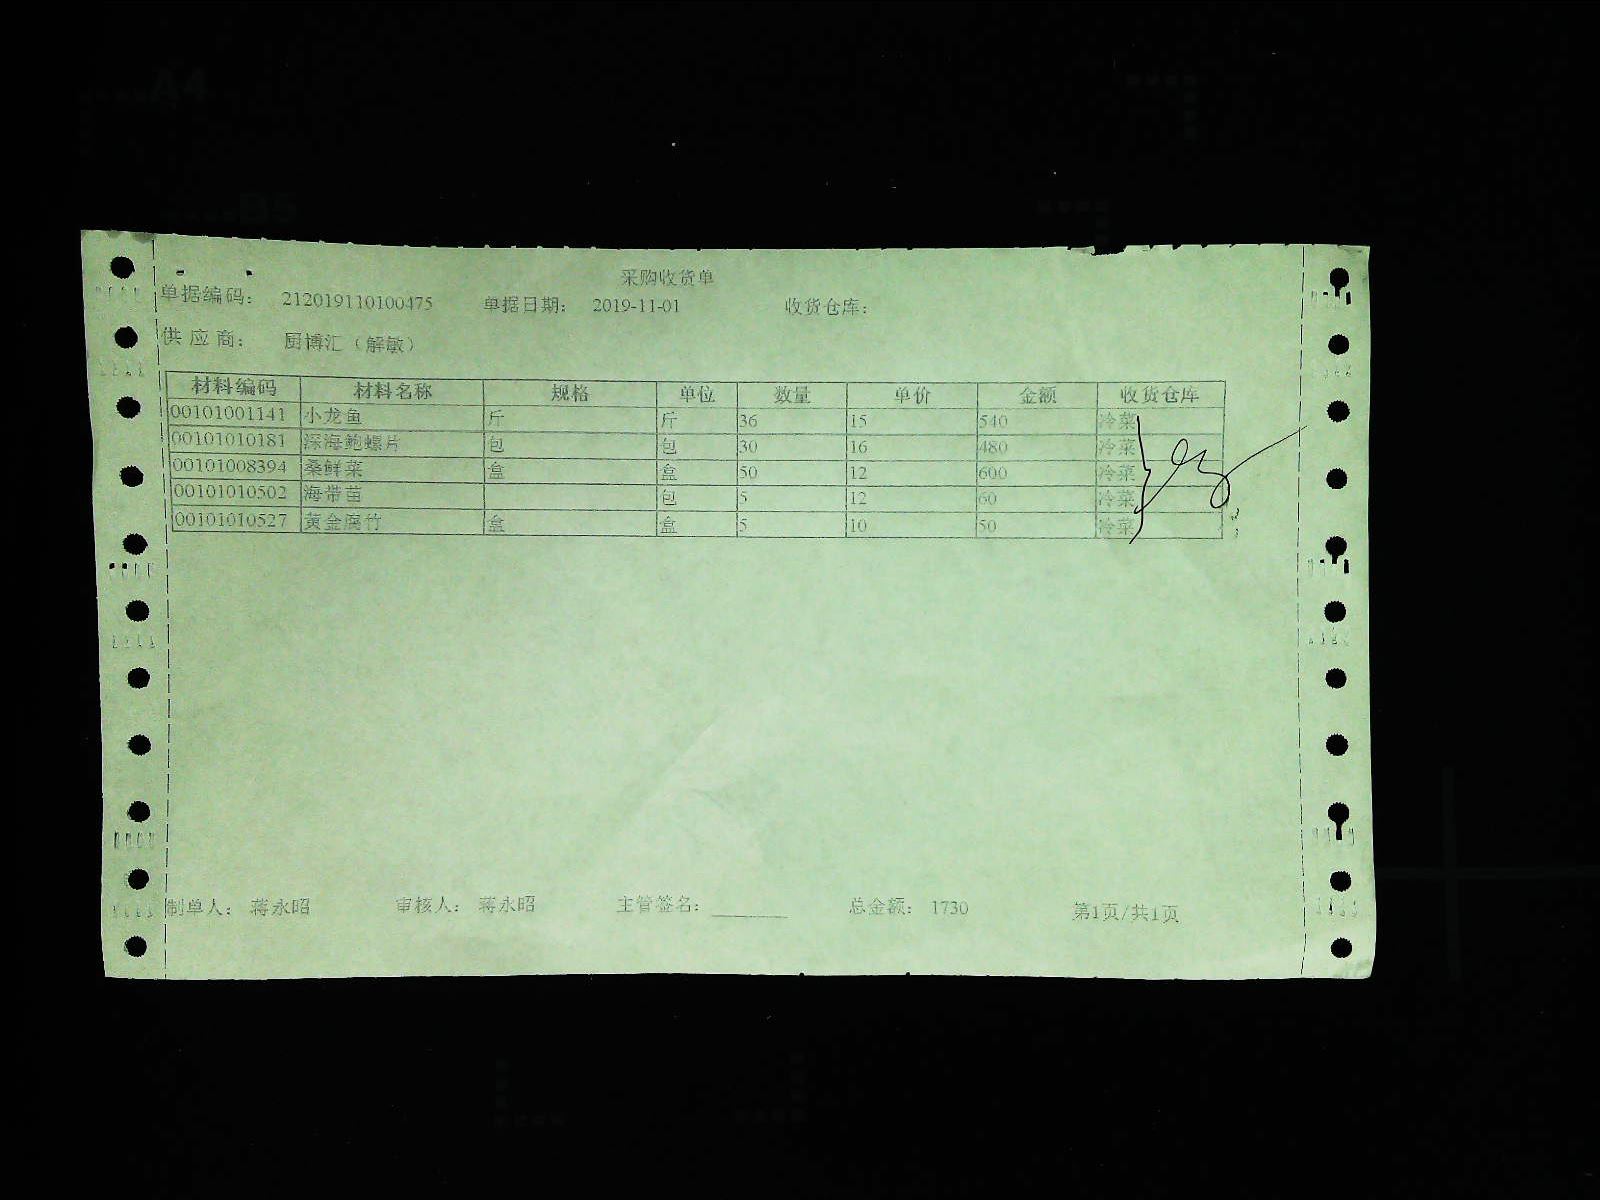 采购收货单
单据编码： 212019110100475 单据日期： 2019-11-01 收货仓库：
供应商： 厨博汇（解敏）
材料编码 材料名称 规格 单位 数量 单价 金额 收货仓库
00101001141 小龙鱼 斤 斤 36 15 540 冷菜
00101010181 深海鲍螺片 包 包 30 16 480 冷菜
00101008394 桑鲜菜 盒 盒 50 12 600 冷菜
00101010502 海带苗 包 5 12 60 冷菜
00101010527 黄金腐竹 盒 盒 5 10 50 冷菜
制单人： 蒋永昭 审核人： 蒋永昭 主管签名：________ 总金额： 1730 第1页/共1页